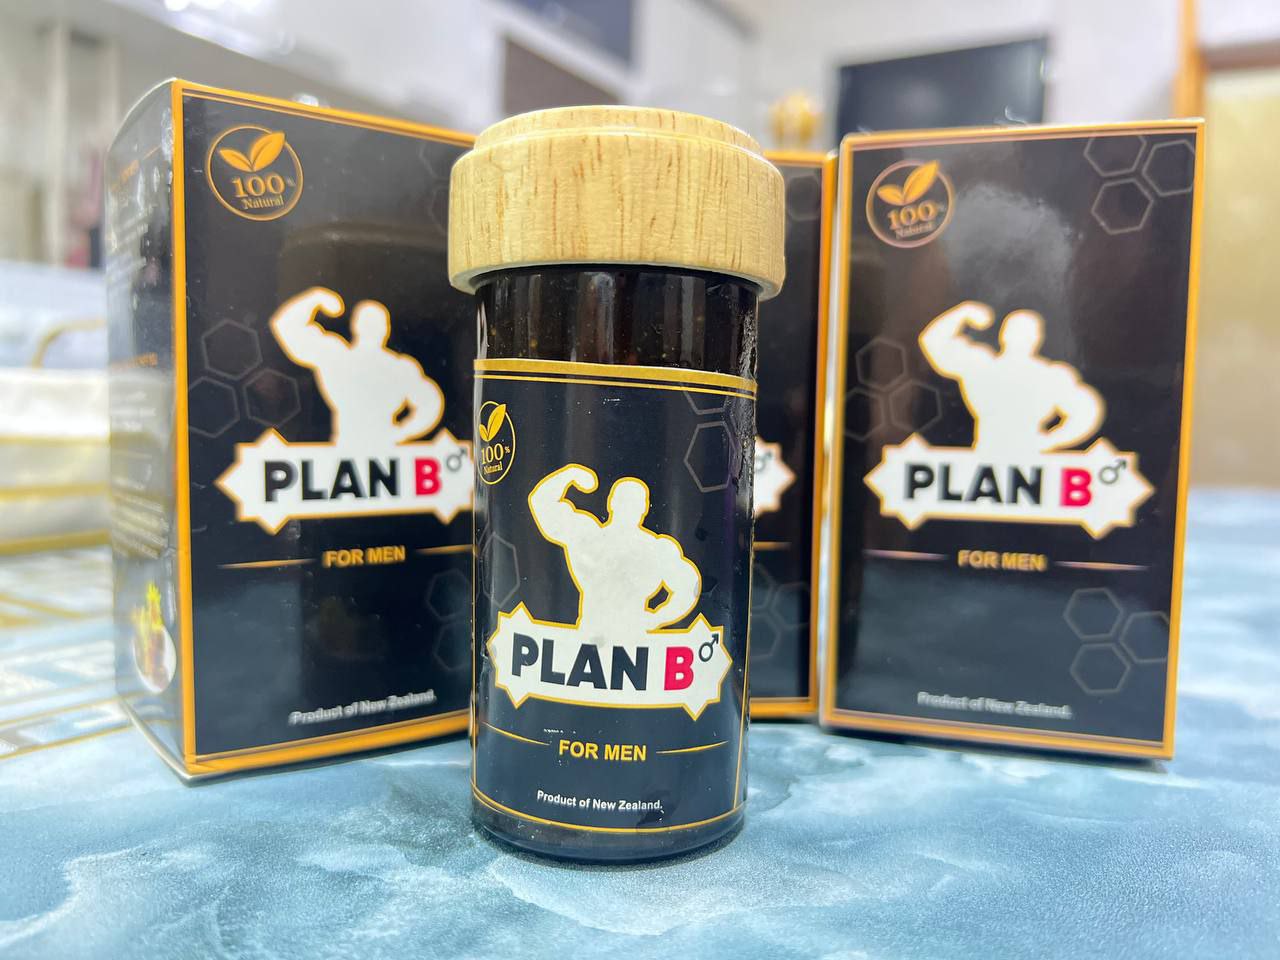 100%
Natural
PLAN B♂
FOR MEN
Product of New Zealand.
100%
Natural
PLAN B♂
FOR MEN
Product of New Zealand.
100%
Natural
PLAN B♂
FOR MEN
Product of New Zealand.